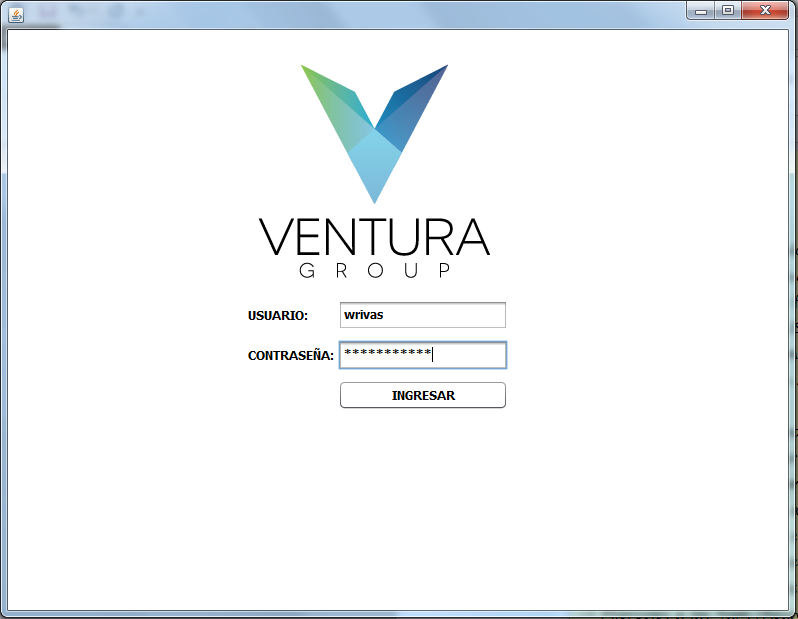 VENTURA
GROUP
USUARIO: wrivas
CONTRASEÑA: ***********
INGRESAR